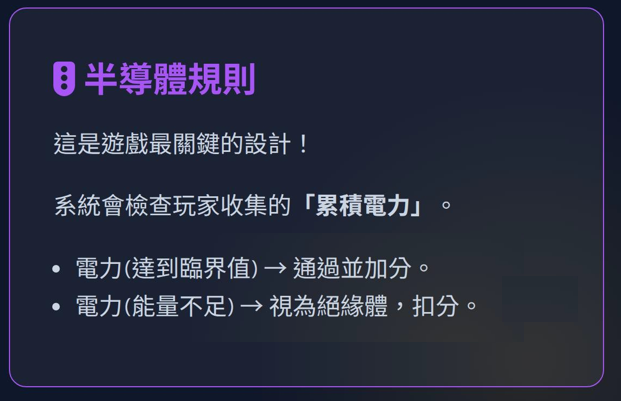 半導體規則
這是遊戲最關鍵的設計！
系統會檢查玩家收集的「累積電力」。
• 電力(達到臨界值) → 通過並加分。
• 電力(能量不足) → 視為絕緣體，扣分。